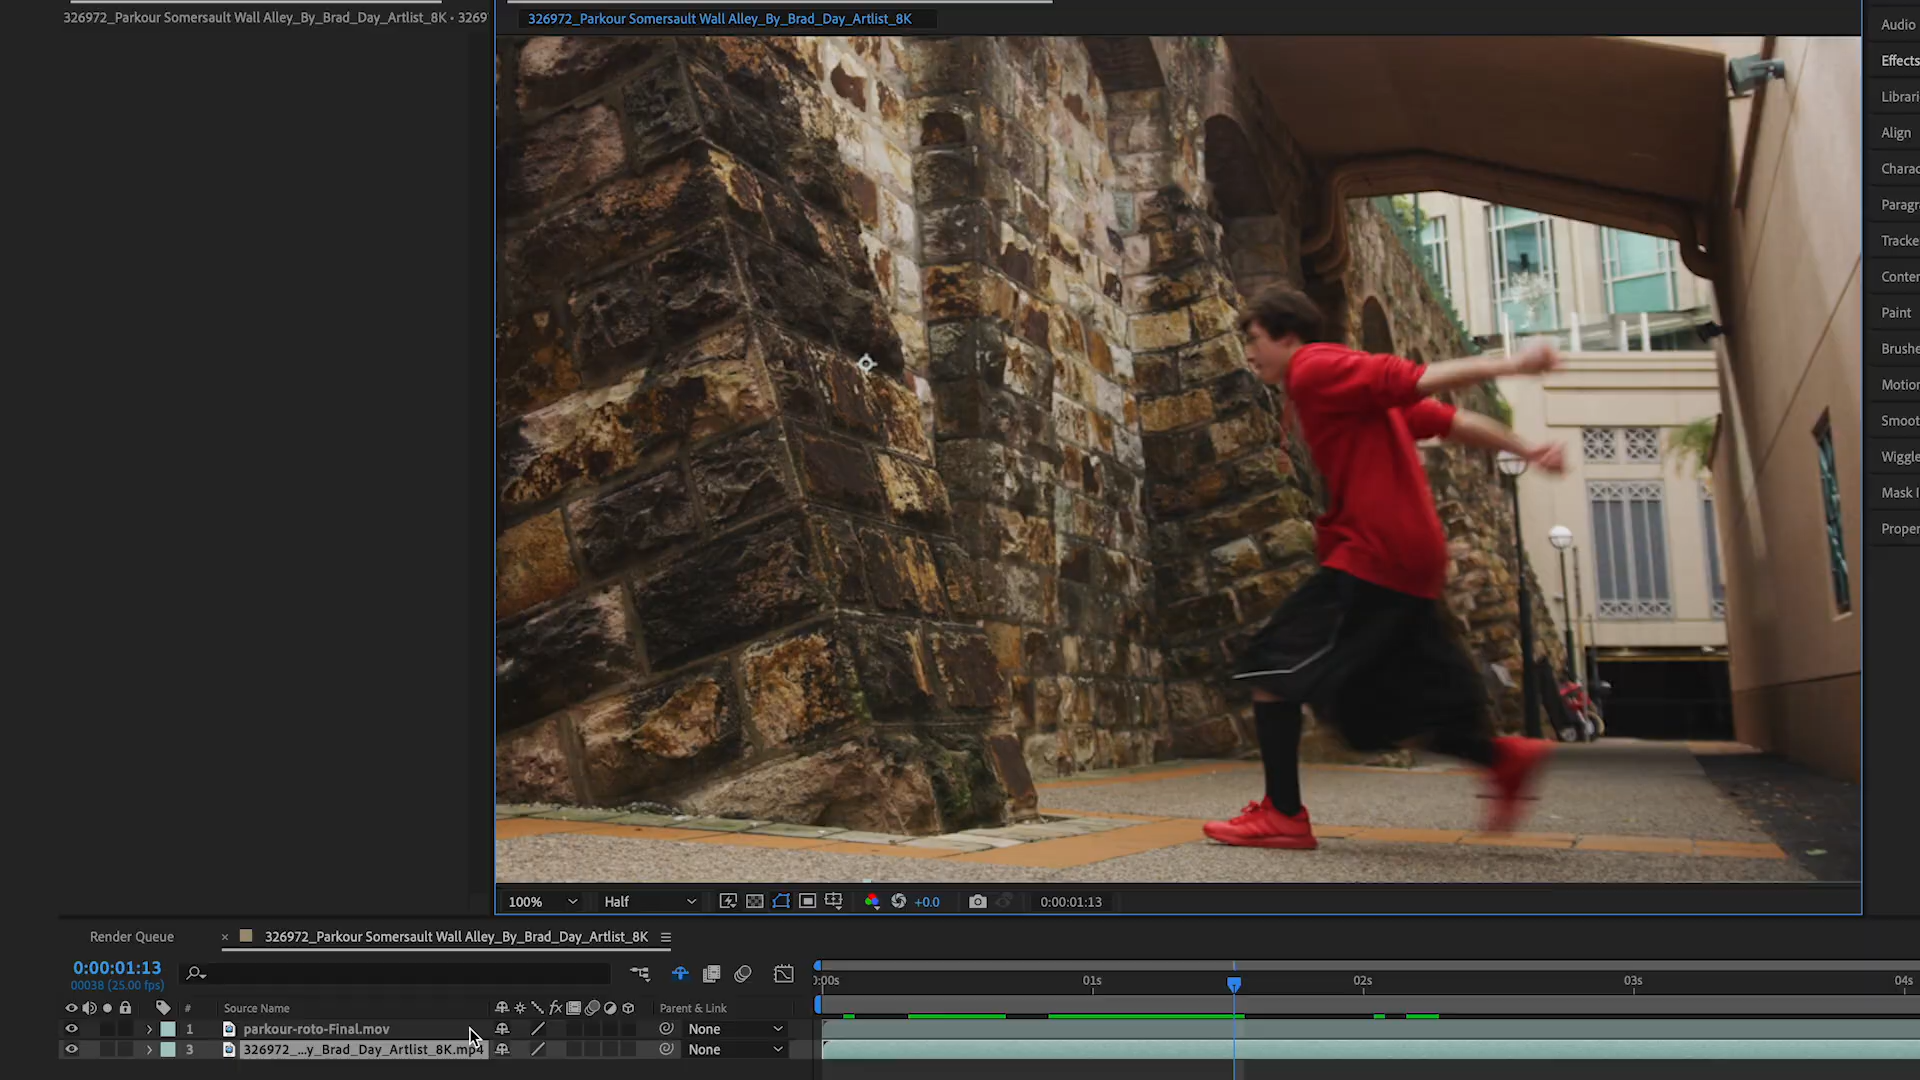 326972_Parkour Somersault Wall Alley_By_Brad_Day_Artlist_8K • 3269
326972_Parkour Somersault Wall Alley_By_Brad_Day_Artlist_8K
Audio
Effects
Librari
Align
Charac
Paragr
Tracke
Conter
Paint
Brushe
Motion
Smoot
Wiggle
Mask I
Proper
100%
Half
+0.0
0:00:01:13
Render Queue
× 326972_Parkour Somersault Wall Alley_By_Brad_Day_Artlist_8K
0:00:01:13
00038 (25.00 fps)
:00s 01s 02s 03s 04s
# Source Name fx Parent & Link
1 parkour-roto-Final.mov None
3 326972_...y_Brad_Day_Artlist_8K.mp4 None